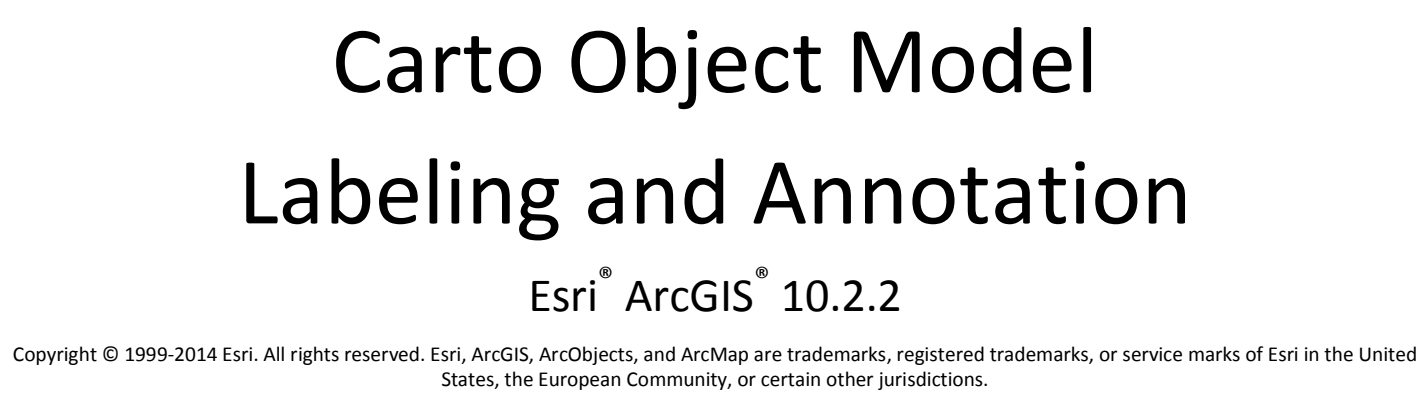 Carto Object Model
Labeling and Annotation
Esri® ArcGIS® 10.2.2
Copyright © 1999-2014 Esri. All rights reserved. Esri, ArcGIS, ArcObjects, and ArcMap are trademarks, registered trademarks, or service marks of Esri in the United
States, the European Community, or certain other jurisdictions.